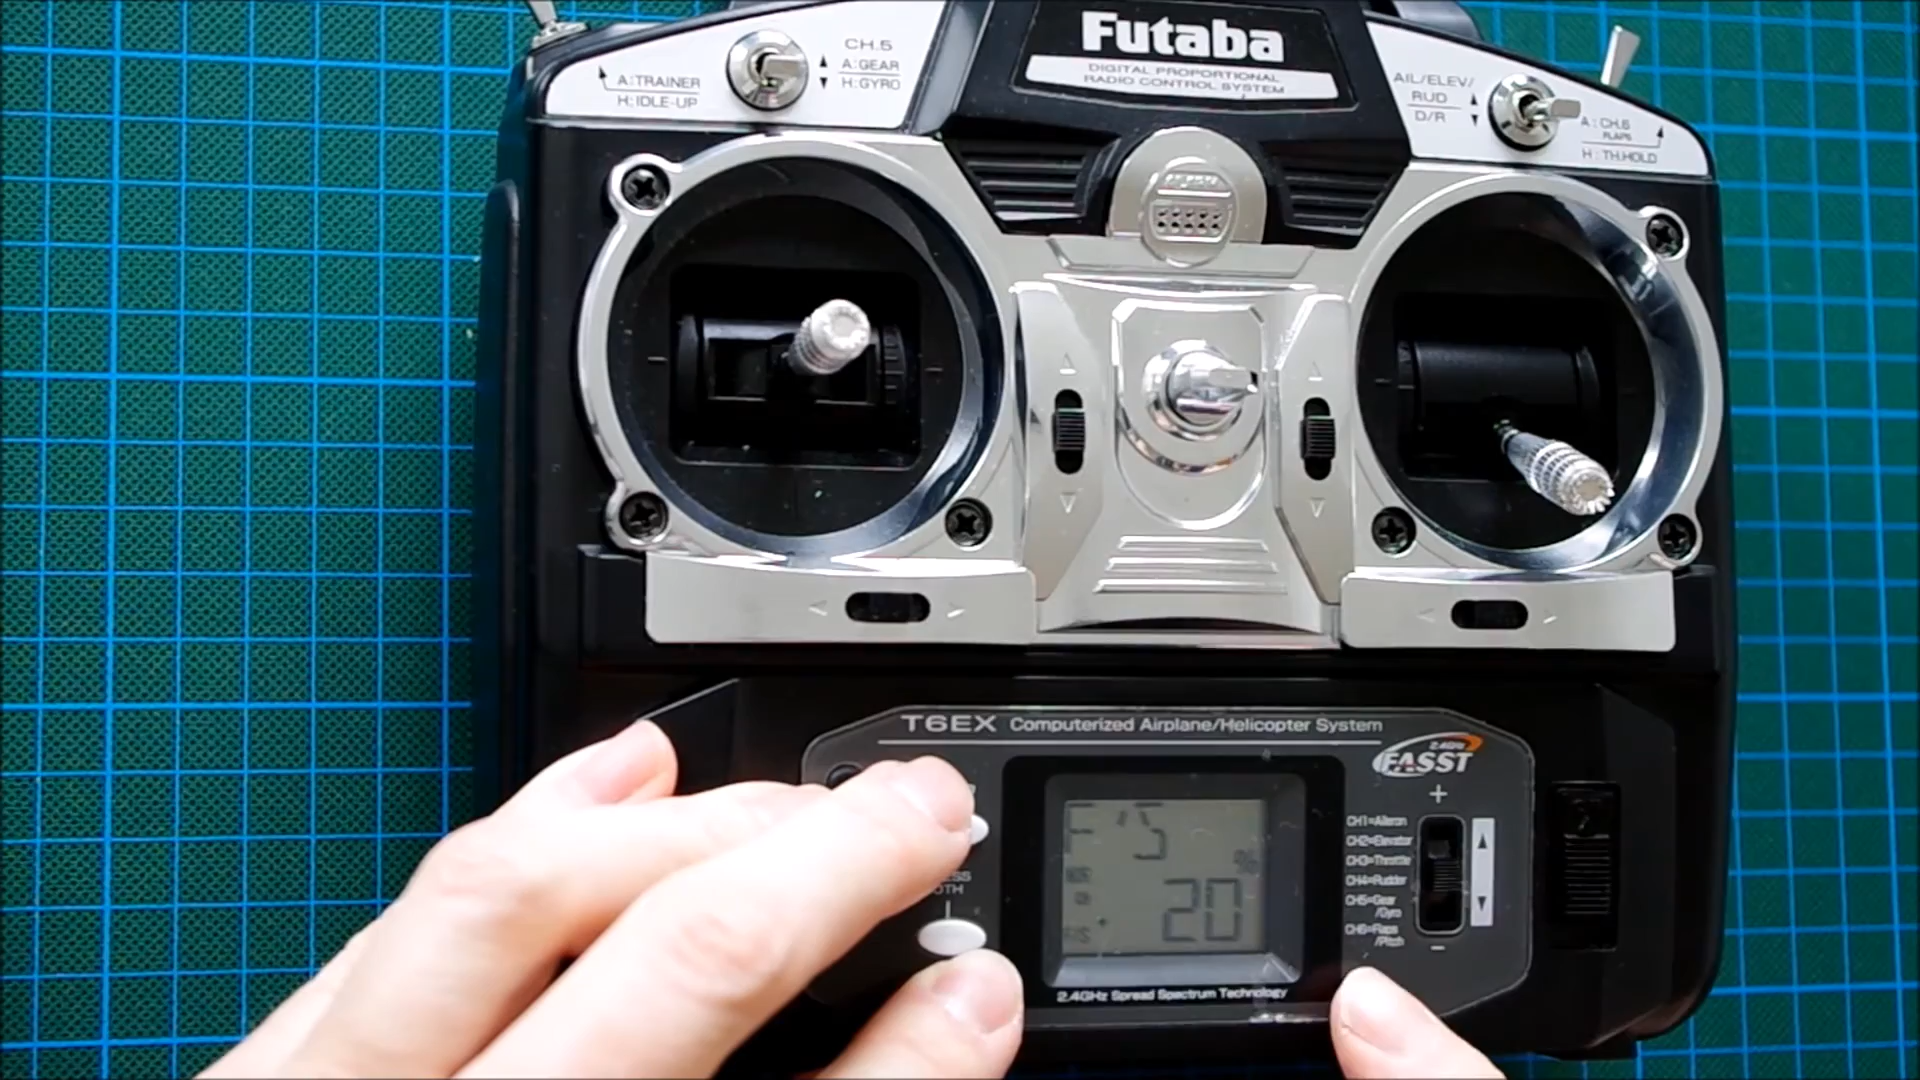 Futaba
DIGITAL PROPORTIONAL
RADIO CONTROL SYSTEM
A:TRAINER
H:IDLE-UP
CH.5
A:GEAR
H:GYRO
AIL/ELEV/
RUD
D/R
A:CH.6
FLAPS
H:TH.HOLD
T6EX Computerized Airplane/Helicopter System
2.4GHz
FASST
+
CH1=Aileron
CH2=Elevator
CH3=Throttle
CH4=Rudder
CH5=Gear
/Gyro
CH6=Flaps
/Pitch
-
%
20
2.4GHz Spread Spectrum Technology